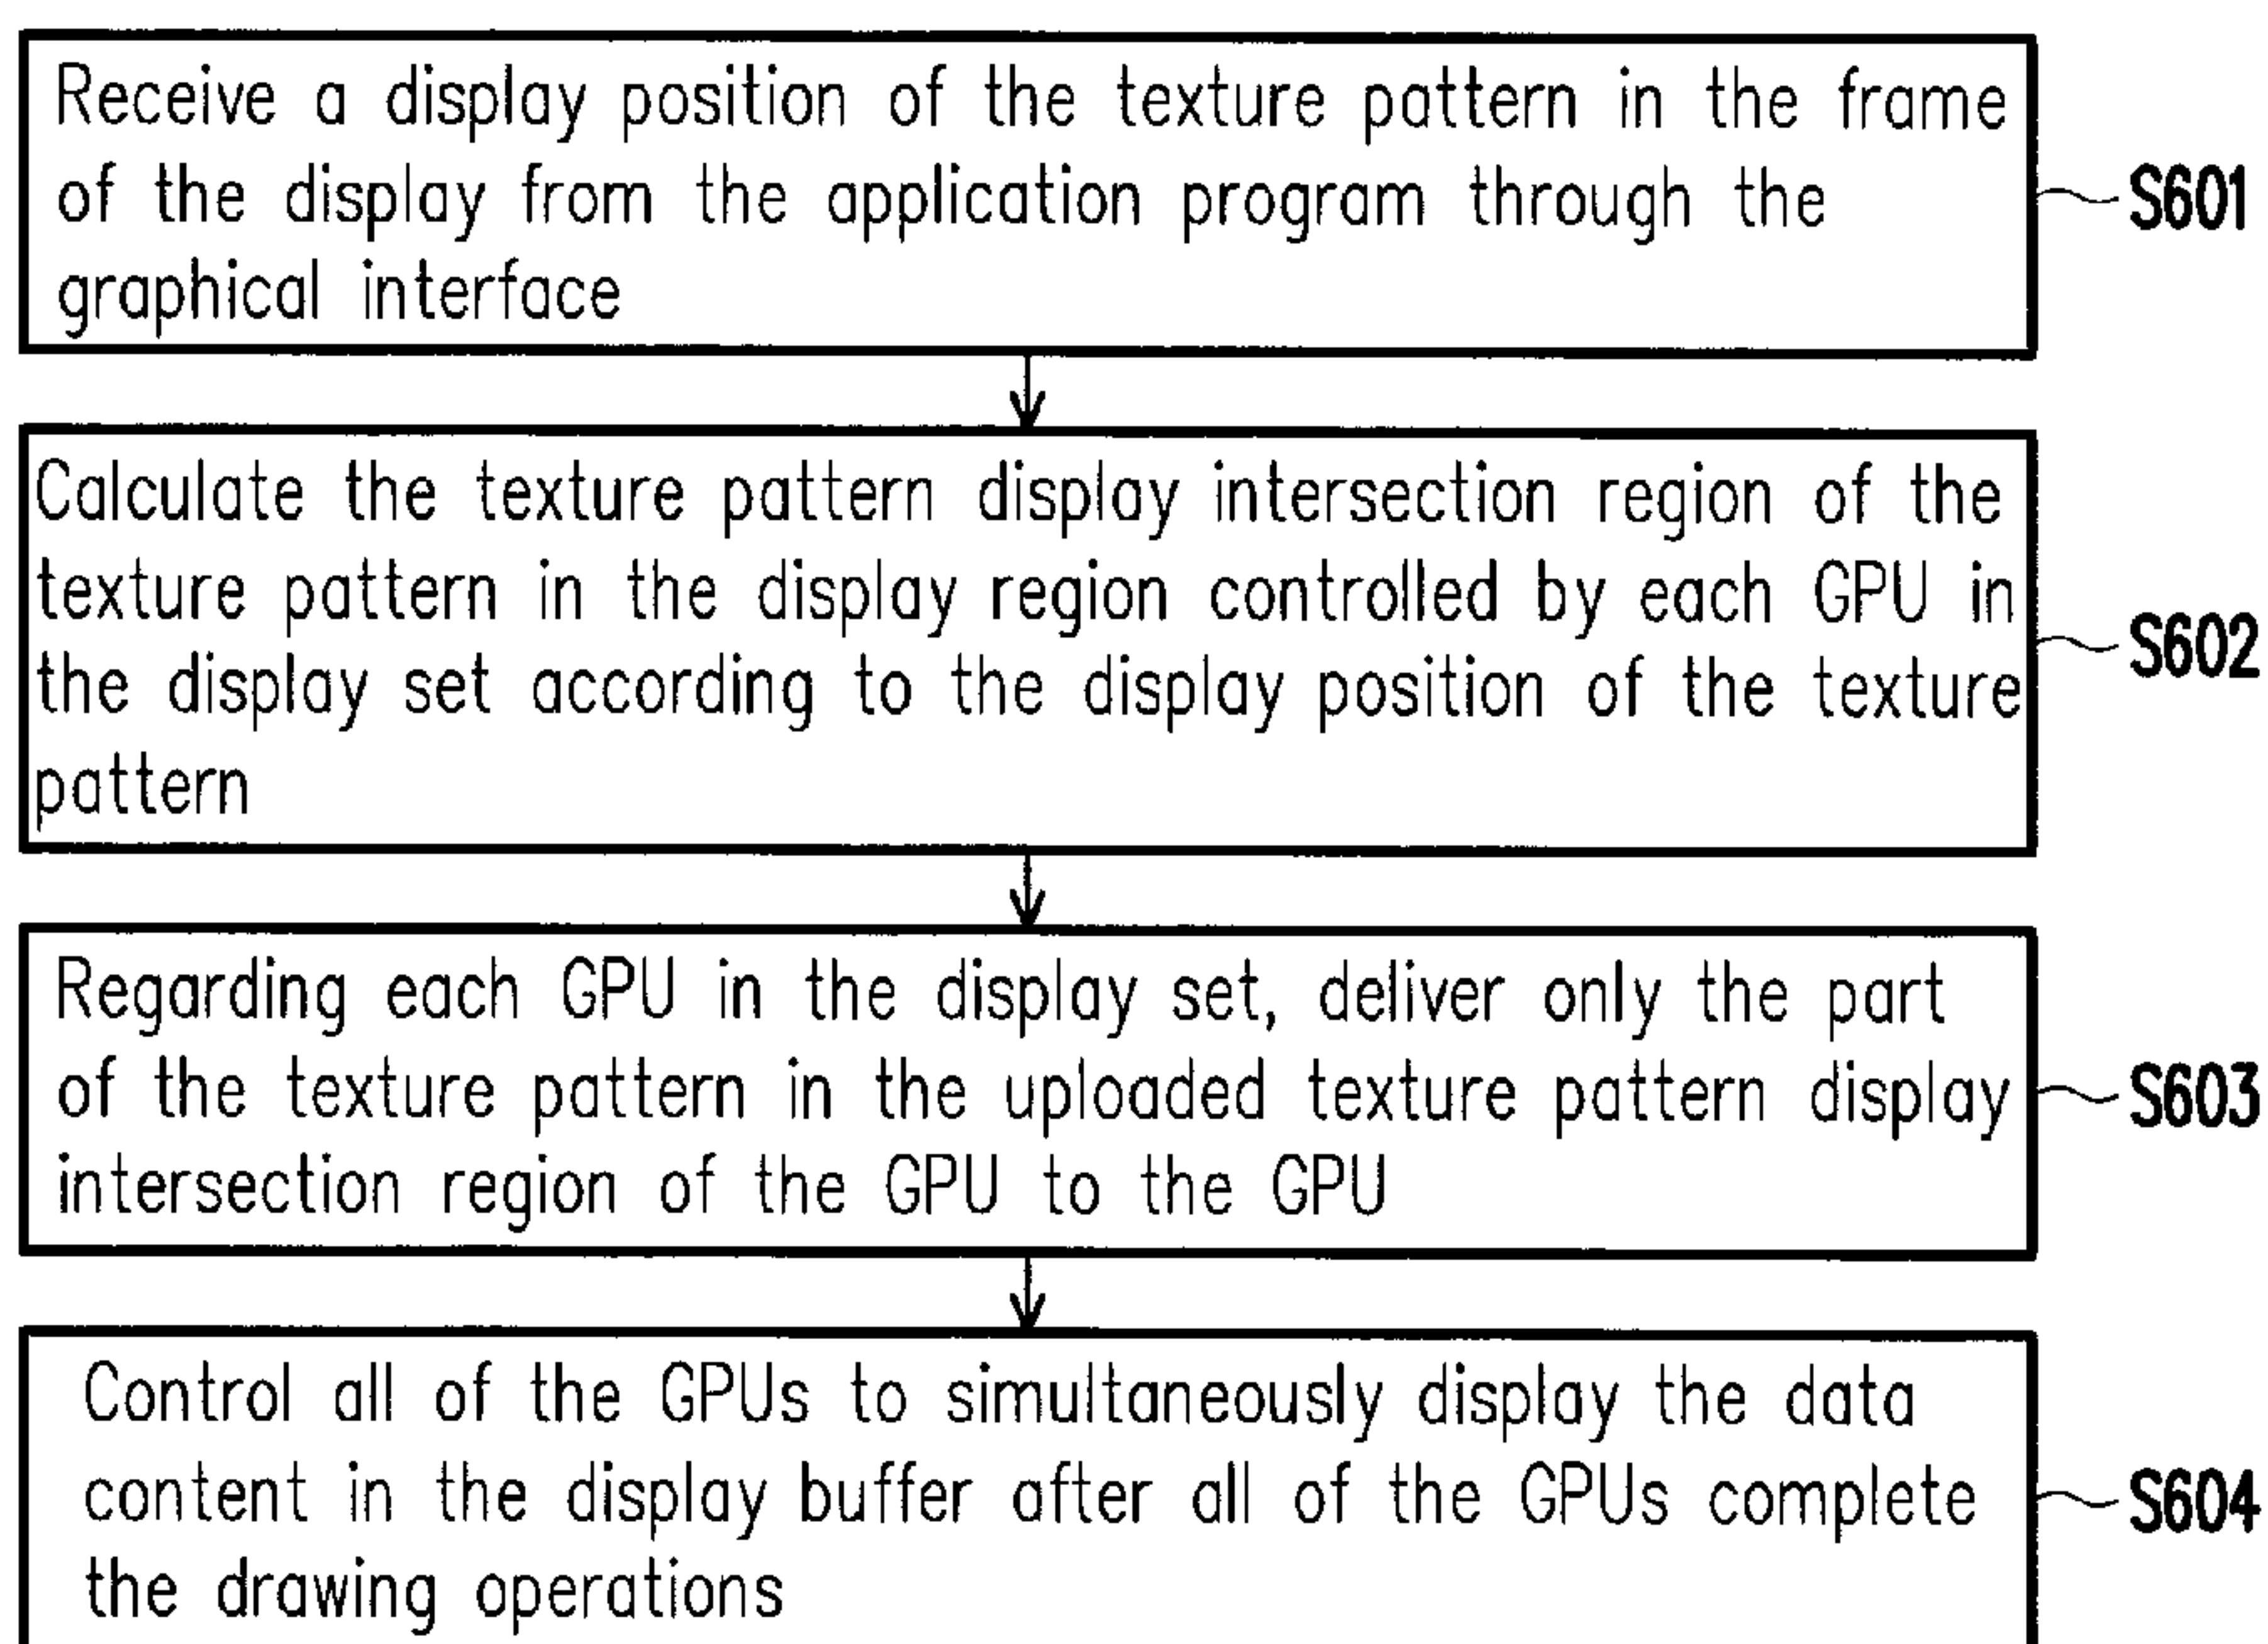 Receive a display position of the texture pattern in the frame
of the display from the application program through the
graphical interface
S601
Calculate the texture pattern display intersection region of the
texture pattern in the display region controlled by each GPU in
the display set according to the display position of the texture
pattern
S602
Regarding each GPU in the display set, deliver only the part
of the texture pattern in the uploaded texture pattern display
intersection region of the GPU to the GPU
S603
Control all of the GPUs to simultaneously display the data
content in the display buffer after all of the GPUs complete
the drawing operations
S604